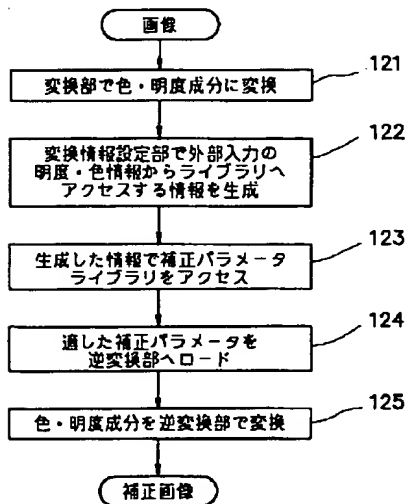 画像
変換部で色・明度成分に変換
121
変換情報設定部で外部入力の
明度・色情報からライブラリへ
アクセスする情報を生成
122
生成した情報で補正パラメータ
ライブラリをアクセス
123
適した補正パラメータを
逆変換部へロード
124
色・明度成分を逆変換部で変換
125
補正画像